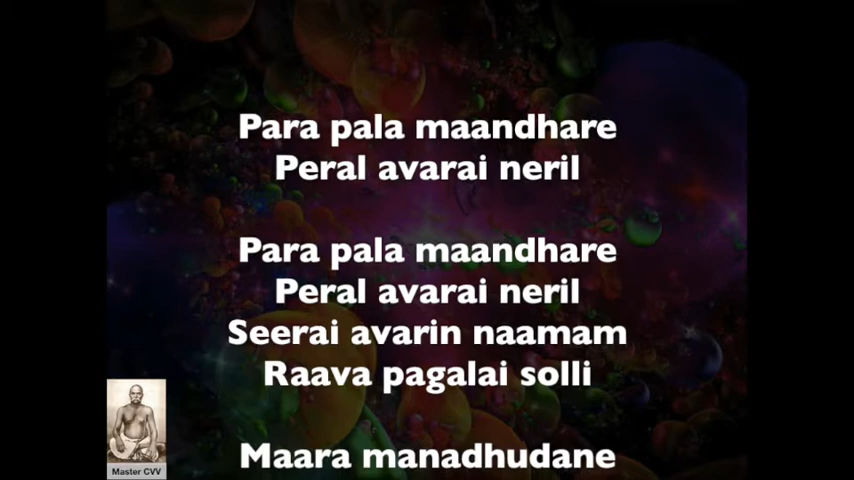 Para pala maandhare
Peral avarai neril
Para pala maandhare
Peral avarai neril
Seerai avarin naamam
Raava pagalai solli
Maara manadhudane
Master CVV